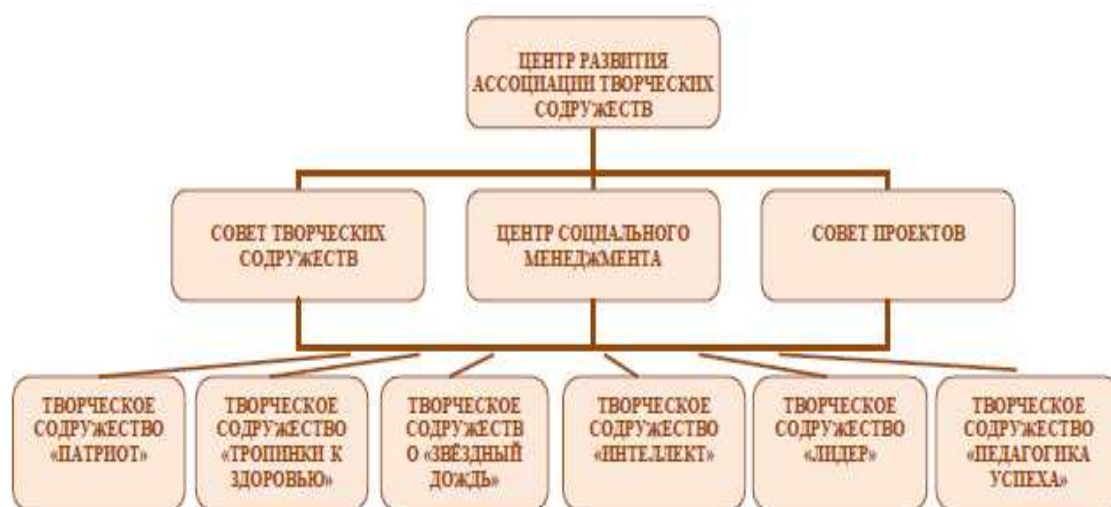 ЦЕНТР РАЗВИТИЯ
АССОЦИАЦИИ ТВОРЧЕСКИХ
СОДРУЖЕСТВ
СОВЕТ ТВОРЧЕСКИХ
СОДРУЖЕСТВ
ЦЕНТР СОЦИАЛЬНОГО
МЕНЕДЖМЕНТА
СОВЕТ ПРОЕКТОВ
ТВОРЧЕСКОЕ
СОДРУЖЕСТВО
«ПАТРИОТ»
ТВОРЧЕСКОЕ
СОДРУЖЕСТВО
«ТРОПИНКИ К
ЗДОРОВЬЮ»
ТВОРЧЕСКОЕ
СОДРУЖЕСТВ
О «ЗВЁЗДНЫЙ
ДОЖДЬ»
ТВОРЧЕСКОЕ
СОДРУЖЕСТВО
«ИНТЕЛЛЕКТ»
ТВОРЧЕСКОЕ
СОДРУЖЕСТВО
«ЛИДЕР»
ТВОРЧЕСКОЕ
СОДРУЖЕСТВО
«ПЕДАГОГИКА
УСПЕХА»